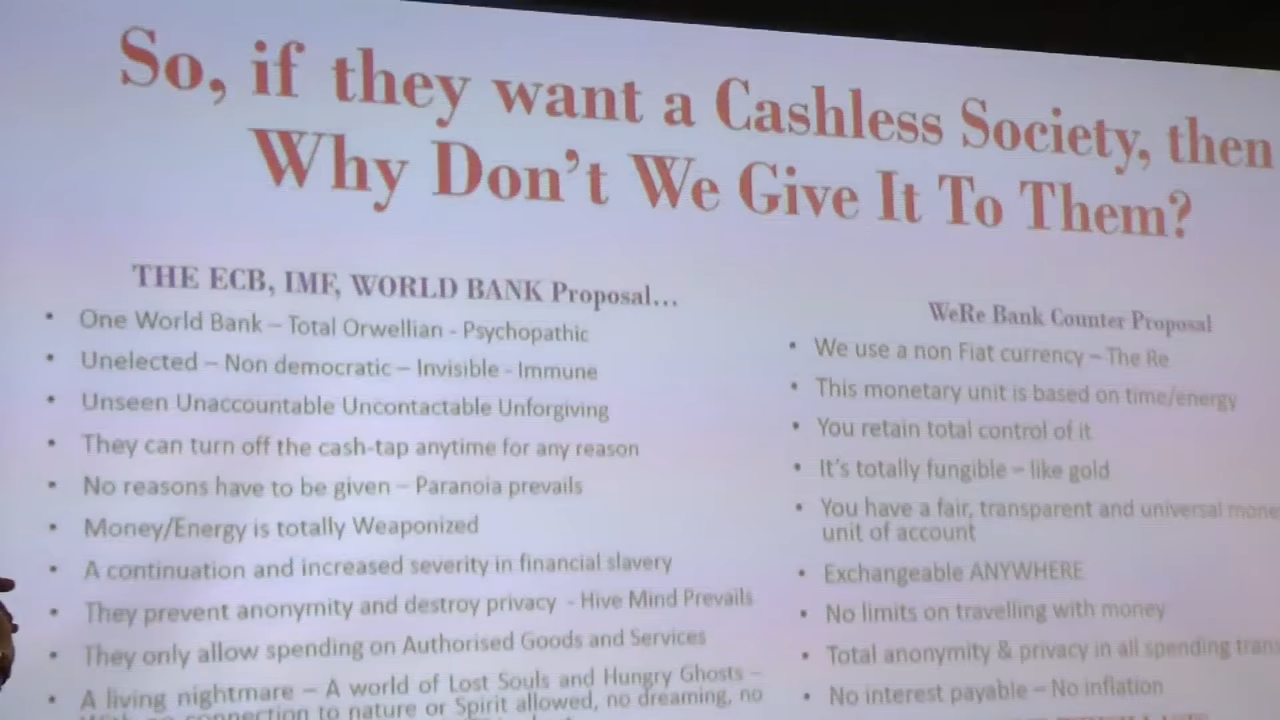 So, if they want a Cashless Society, then
Why Don't We Give It To Them?
THE ECB, IMF, WORLD BANK Proposal...
• One World Bank – Total Orwellian - Psychopathic
• Unelected – Non democratic – Invisible - Immune
• Unseen Unaccountable Uncontactable Unforgiving
• They can turn off the cash-tap anytime for any reason
• No reasons have to be given – Paranoia prevails
• Money/Energy is totally Weaponized
• A continuation and increased severity in financial slavery
• They prevent anonymity and destroy privacy - Hive Mind Prevails
• They only allow spending on Authorised Goods and Services
• A living nightmare – A world of Lost Souls and Hungry Ghosts –
connection to nature or Spirit allowed, no dreaming, no
WeRe Bank Counter Proposal
• We use a non Fiat currency – The Re
• This monetary unit is based on time/energy
• You retain total control of it
• It's totally fungible – like gold
• You have a fair, transparent and universal mone
unit of account
• Exchangeable ANYWHERE
• No limits on travelling with money
• Total anonymity & privacy in all spending trans
• No interest payable – No inflation